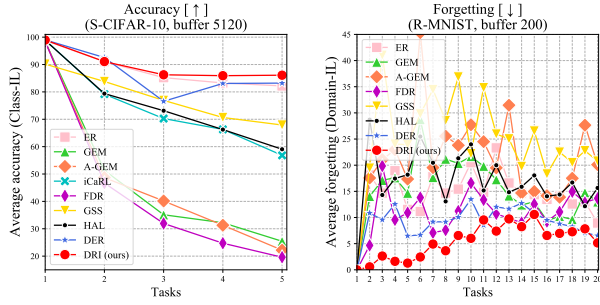 Accuracy [ ↑ ]
(S-CIFAR-10, buffer 5120)
Average accuracy (Class-IL)
100
90
80
70
60
50
40
30
20
ER
GEM
A-GEM
iCaRL
FDR
GSS
HAL
DER
DRI (ours)
1 2 3 4 5
Tasks
Forgetting [ ↓ ]
(R-MNIST, buffer 200)
Average forgetting (Domain-IL)
45
40
35
30
25
20
15
10
5
0
ER
GEM
A-GEM
FDR
GSS
HAL
DER
DRI (ours)
1 2 3 4 5 6 7 8 9 10 11 12 13 14 15 16 17 18 19 20
Tasks